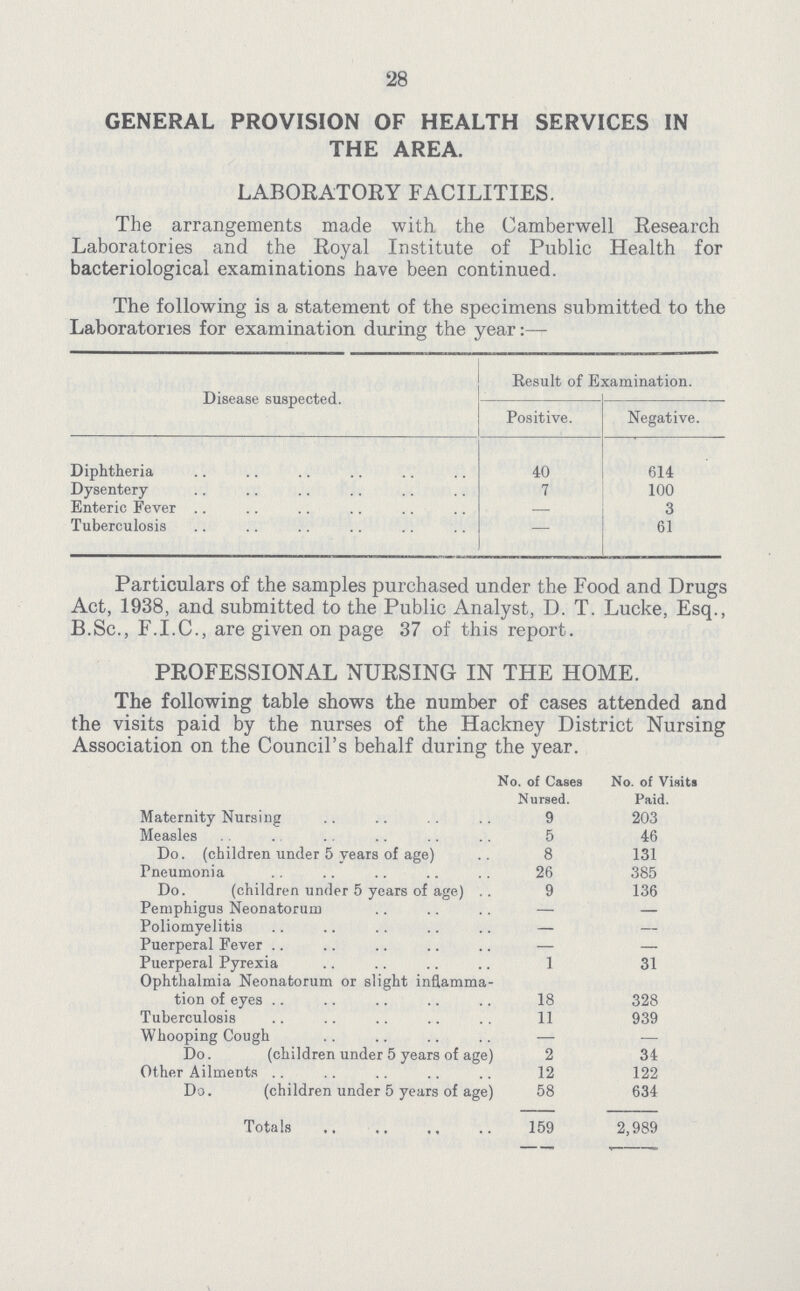 28
GENERAL PROVISION OF HEALTH SERVICES IN
THE AREA.
LABORATORY FACILITIES.
The arrangements made with the Camberwell Research
Laboratories and the Royal Institute of Public Health for
bacteriological examinations have been continued.
The following is a statement of the specimens submitted to the
Laboratories for examination during the year:—
Disease suspected. Result of Examination.
Positive. Negative.
Diphtheria .. .. .. .. .. .. 40 614
Dysentery .. .. .. .. .. .. 7 100
Enteric Fever .. .. .. .. .. .. — 3
Tuberculosis .. .. .. .. .. .. — 61
Particulars of the samples purchased under the Food and Drugs
Act, 1938, and submitted to the Public Analyst, D. T. Lucke, Esq.,
B.Sc., F.I.C., are given on page 37 of this report.
PROFESSIONAL NURSING IN THE HOME.
The following table shows the number of cases attended and
the visits paid by the nurses of the Hackney District Nursing
Association on the Council's behalf during the year.
No. of Cases No. of Visits
Nursed. Paid.
Maternity Nursing .. .. .. .. 9 203
Measles .. .. .. .. .. .. 5 46
Do. (children under 5 years of age) .. 8 131
Pneumonia .. .. .. .. .. 26 385
Do. (children under 5 years of age) .. 9 136
Pemphigus Neonatorum .. .. .. — —
Poliomyelitis .. .. .. .. .. — —
Puerperal Fever .. .. .. .. .. — —
Puerperal Pyrexia .. .. .. .. 1 31
Ophthalmia Neonatorum or slight inflamma-
tion of eyes .. .. .. .. .. 18 328
Tuberculosis .. .. .. .. .. 11 939
Whooping Cough .. .. .. .. — —
Do. (children under 5 years of age) 2 34
Other Ailments .. .. .. .. .. 12 122
Do. (children under 5 years of age) 58 634
Totals .. .. .. .. 159 2,989